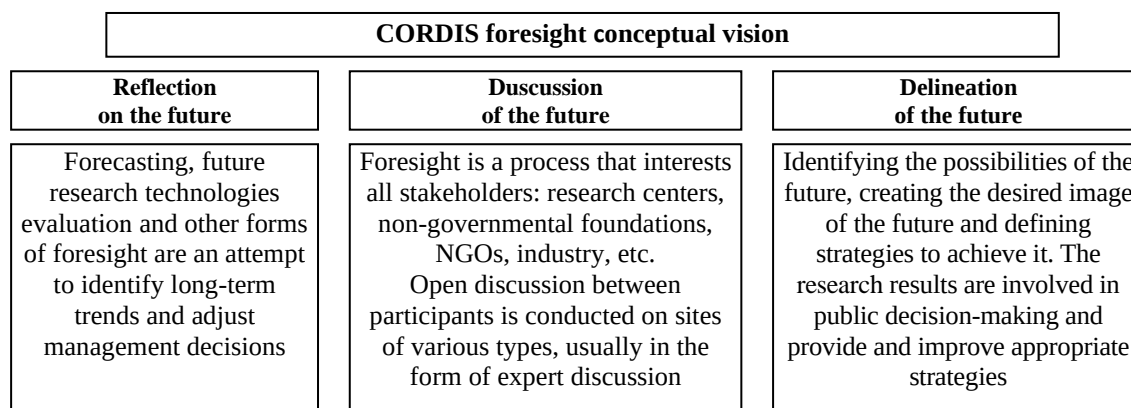 CORDIS foresight conceptual vision
Reflection
on the future
Duscussion
of the future
Delineation
of the future
Forecasting, future
research technologies
evaluation and other forms
of foresight are an attempt
to identify long-term
trends and adjust
management decisions
Foresight is a process that interests
all stakeholders: research centers,
non-governmental foundations,
NGOs, industry, etc.
Open discussion between
participants is conducted on sites
of various types, usually in the
form of expert discussion
Identifying the possibilities of the
future, creating the desired image
of the future and defining
strategies to achieve it. The
research results are involved in
public decision-making and
provide and improve appropriate
strategies